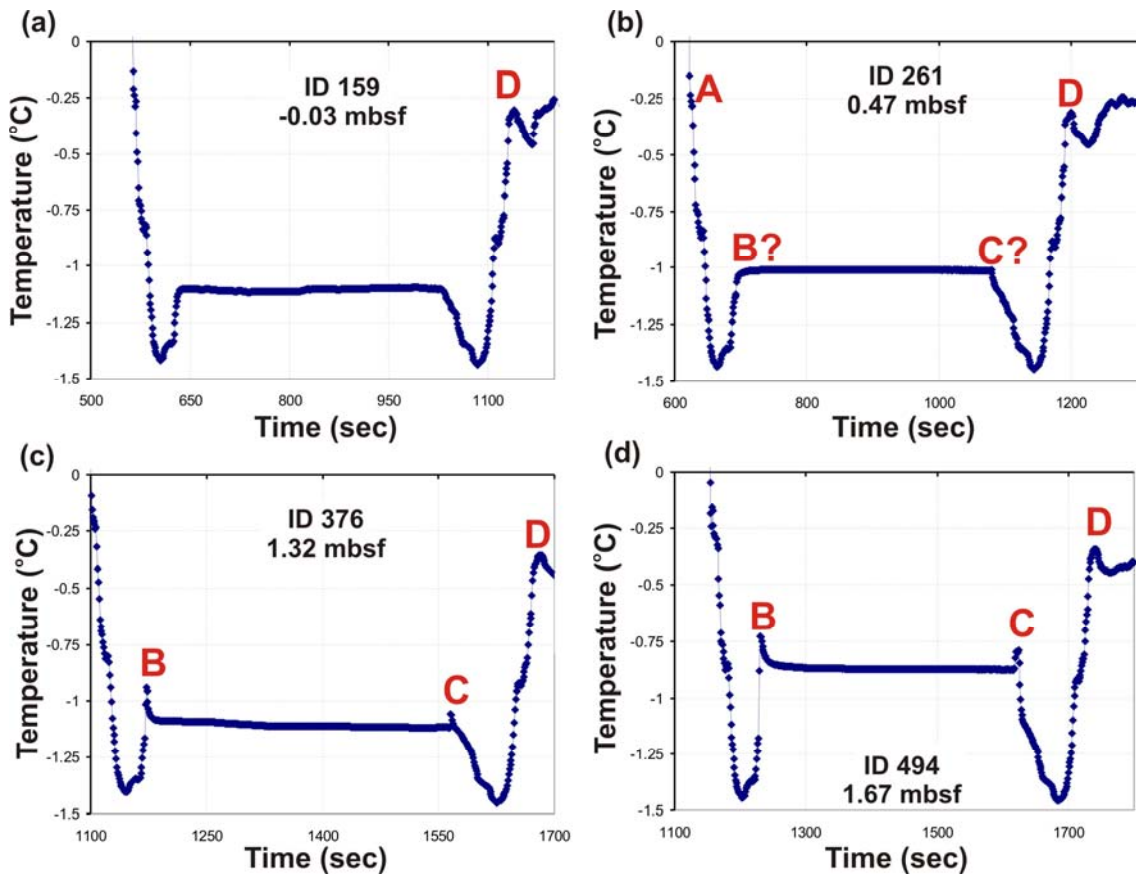 (a)
Temperature (°C)
0
-0.25
-0.5
-0.75
-1
-1.25
-1.5
ID 159
-0.03 mbsf
D
500
650
800
950
1100
Time (sec)
(b)
Temperature (°C)
0
-0.25
-0.5
-0.75
-1
-1.25
-1.5
A
ID 261
0.47 mbsf
D
B?
C?
600
800
1000
1200
Time (sec)
(c)
Temperature (°C)
0
-0.25
-0.5
-0.75
-1
-1.25
-1.5
ID 376
1.32 mbsf
D
B
C
1100
1250
1400
1550
1700
Time (sec)
(d)
Temperature (°C)
0
-0.25
-0.5
-0.75
-1
-1.25
-1.5
D
B
C
ID 494
1.67 mbsf
1100
1300
1500
1700
Time (sec)